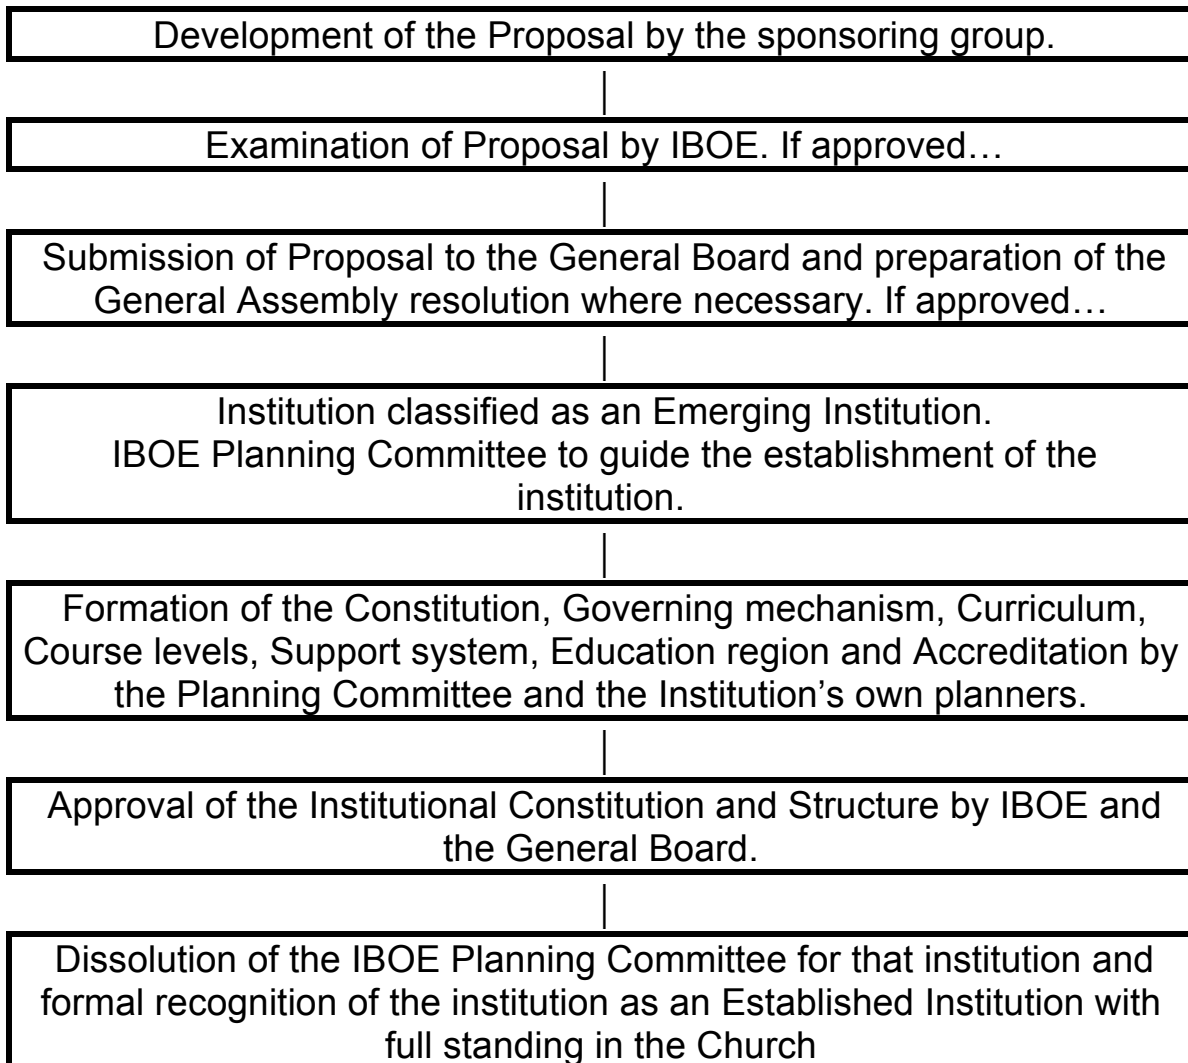 Development of the Proposal by the sponsoring group.
Examination of Proposal by IBOE. If approved…
Submission of Proposal to the General Board and preparation of the
General Assembly resolution where necessary. If approved…
Institution classified as an Emerging Institution.
IBOE Planning Committee to guide the establishment of the
institution.
Formation of the Constitution, Governing mechanism, Curriculum,
Course levels, Support system, Education region and Accreditation by
the Planning Committee and the Institution’s own planners.
Approval of the Institutional Constitution and Structure by IBOE and
the General Board.
Dissolution of the IBOE Planning Committee for that institution and
formal recognition of the institution as an Established Institution with
full standing in the Church